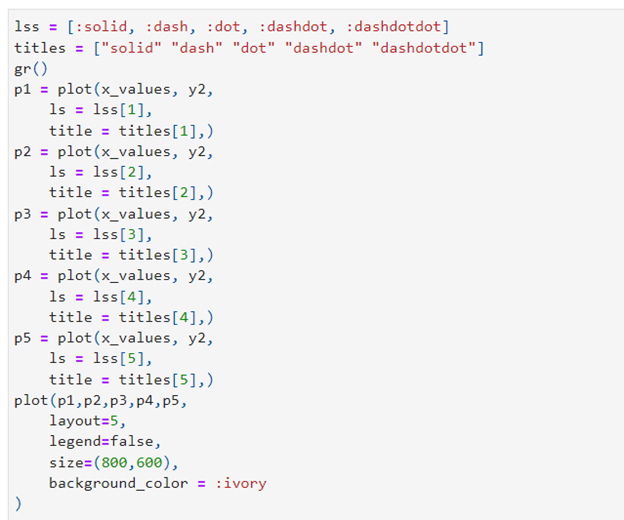 lss = [:solid, :dash, :dot, :dashdot, :dashdotdot]
titles = ["solid" "dash" "dot" "dashdot" "dashdotdot"]
gr()
p1 = plot(x_values, y2,
    ls = lss[1],
    title = titles[1],)
p2 = plot(x_values, y2,
    ls = lss[2],
    title = titles[2],)
p3 = plot(x_values, y2,
    ls = lss[3],
    title = titles[3],)
p4 = plot(x_values, y2,
    ls = lss[4],
    title = titles[4],)
p5 = plot(x_values, y2,
    ls = lss[5],
    title = titles[5],)
plot(p1,p2,p3,p4,p5,
    layout=5,
    legend=false,
    size=(800,600),
    background_color = :ivory
)